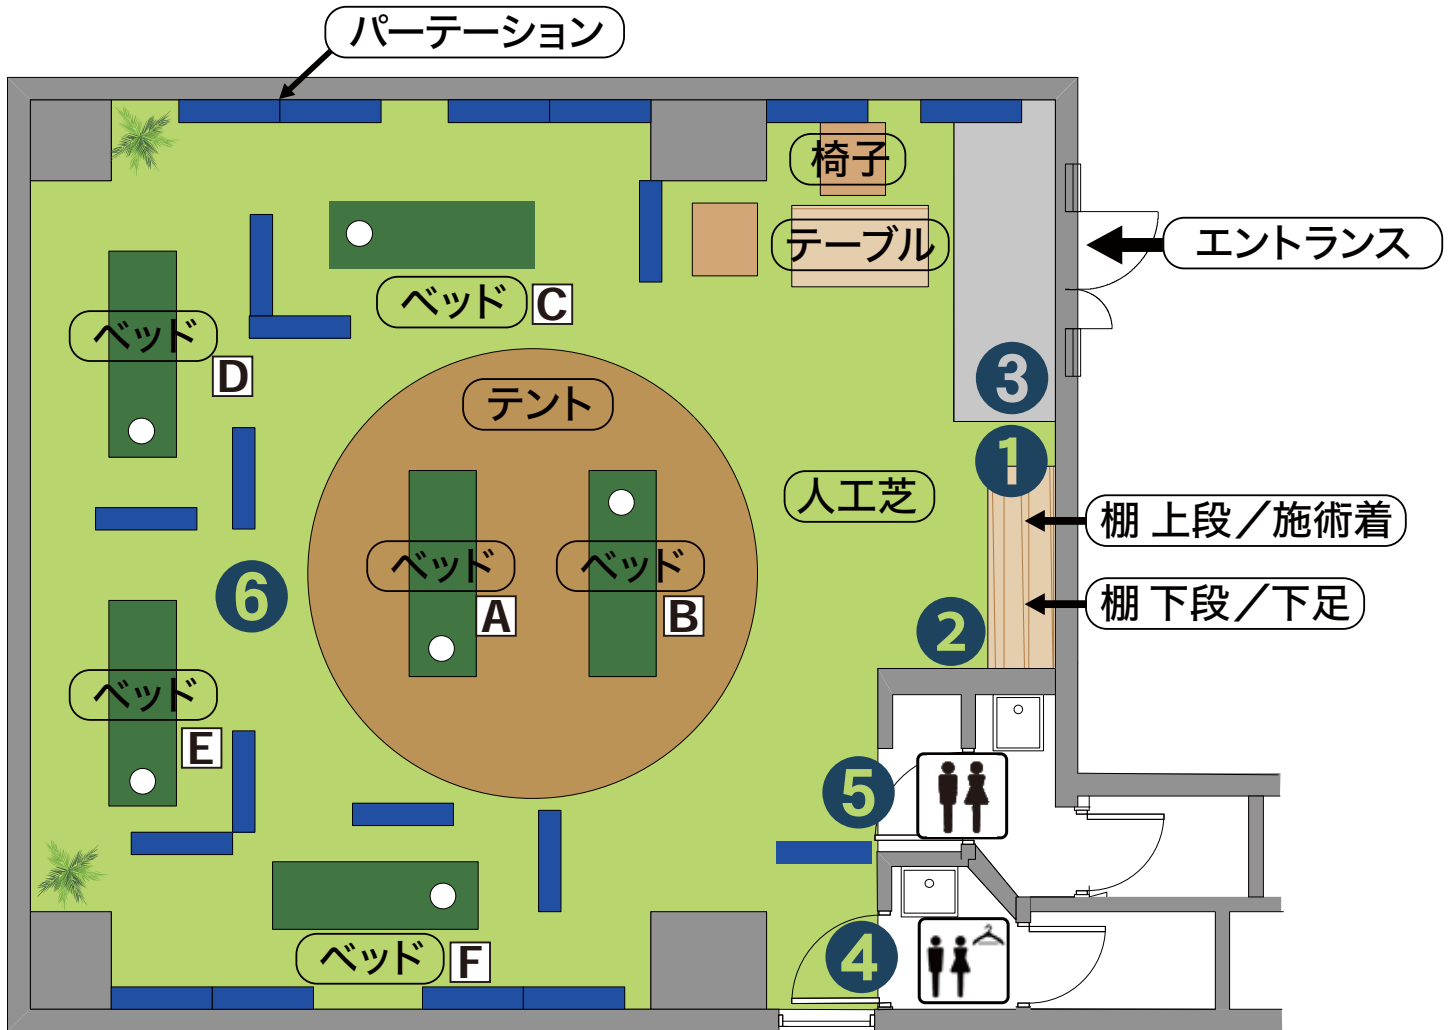 パーテーション
椅子
テーブル
エントランス
ベッド
C
ベッド
D
3
テント
1
人工芝
棚 上段／施術着
ベッド
A
ベッド
B
棚 下段／下足
6
2
ベッド
E
5
ベッド
F
4